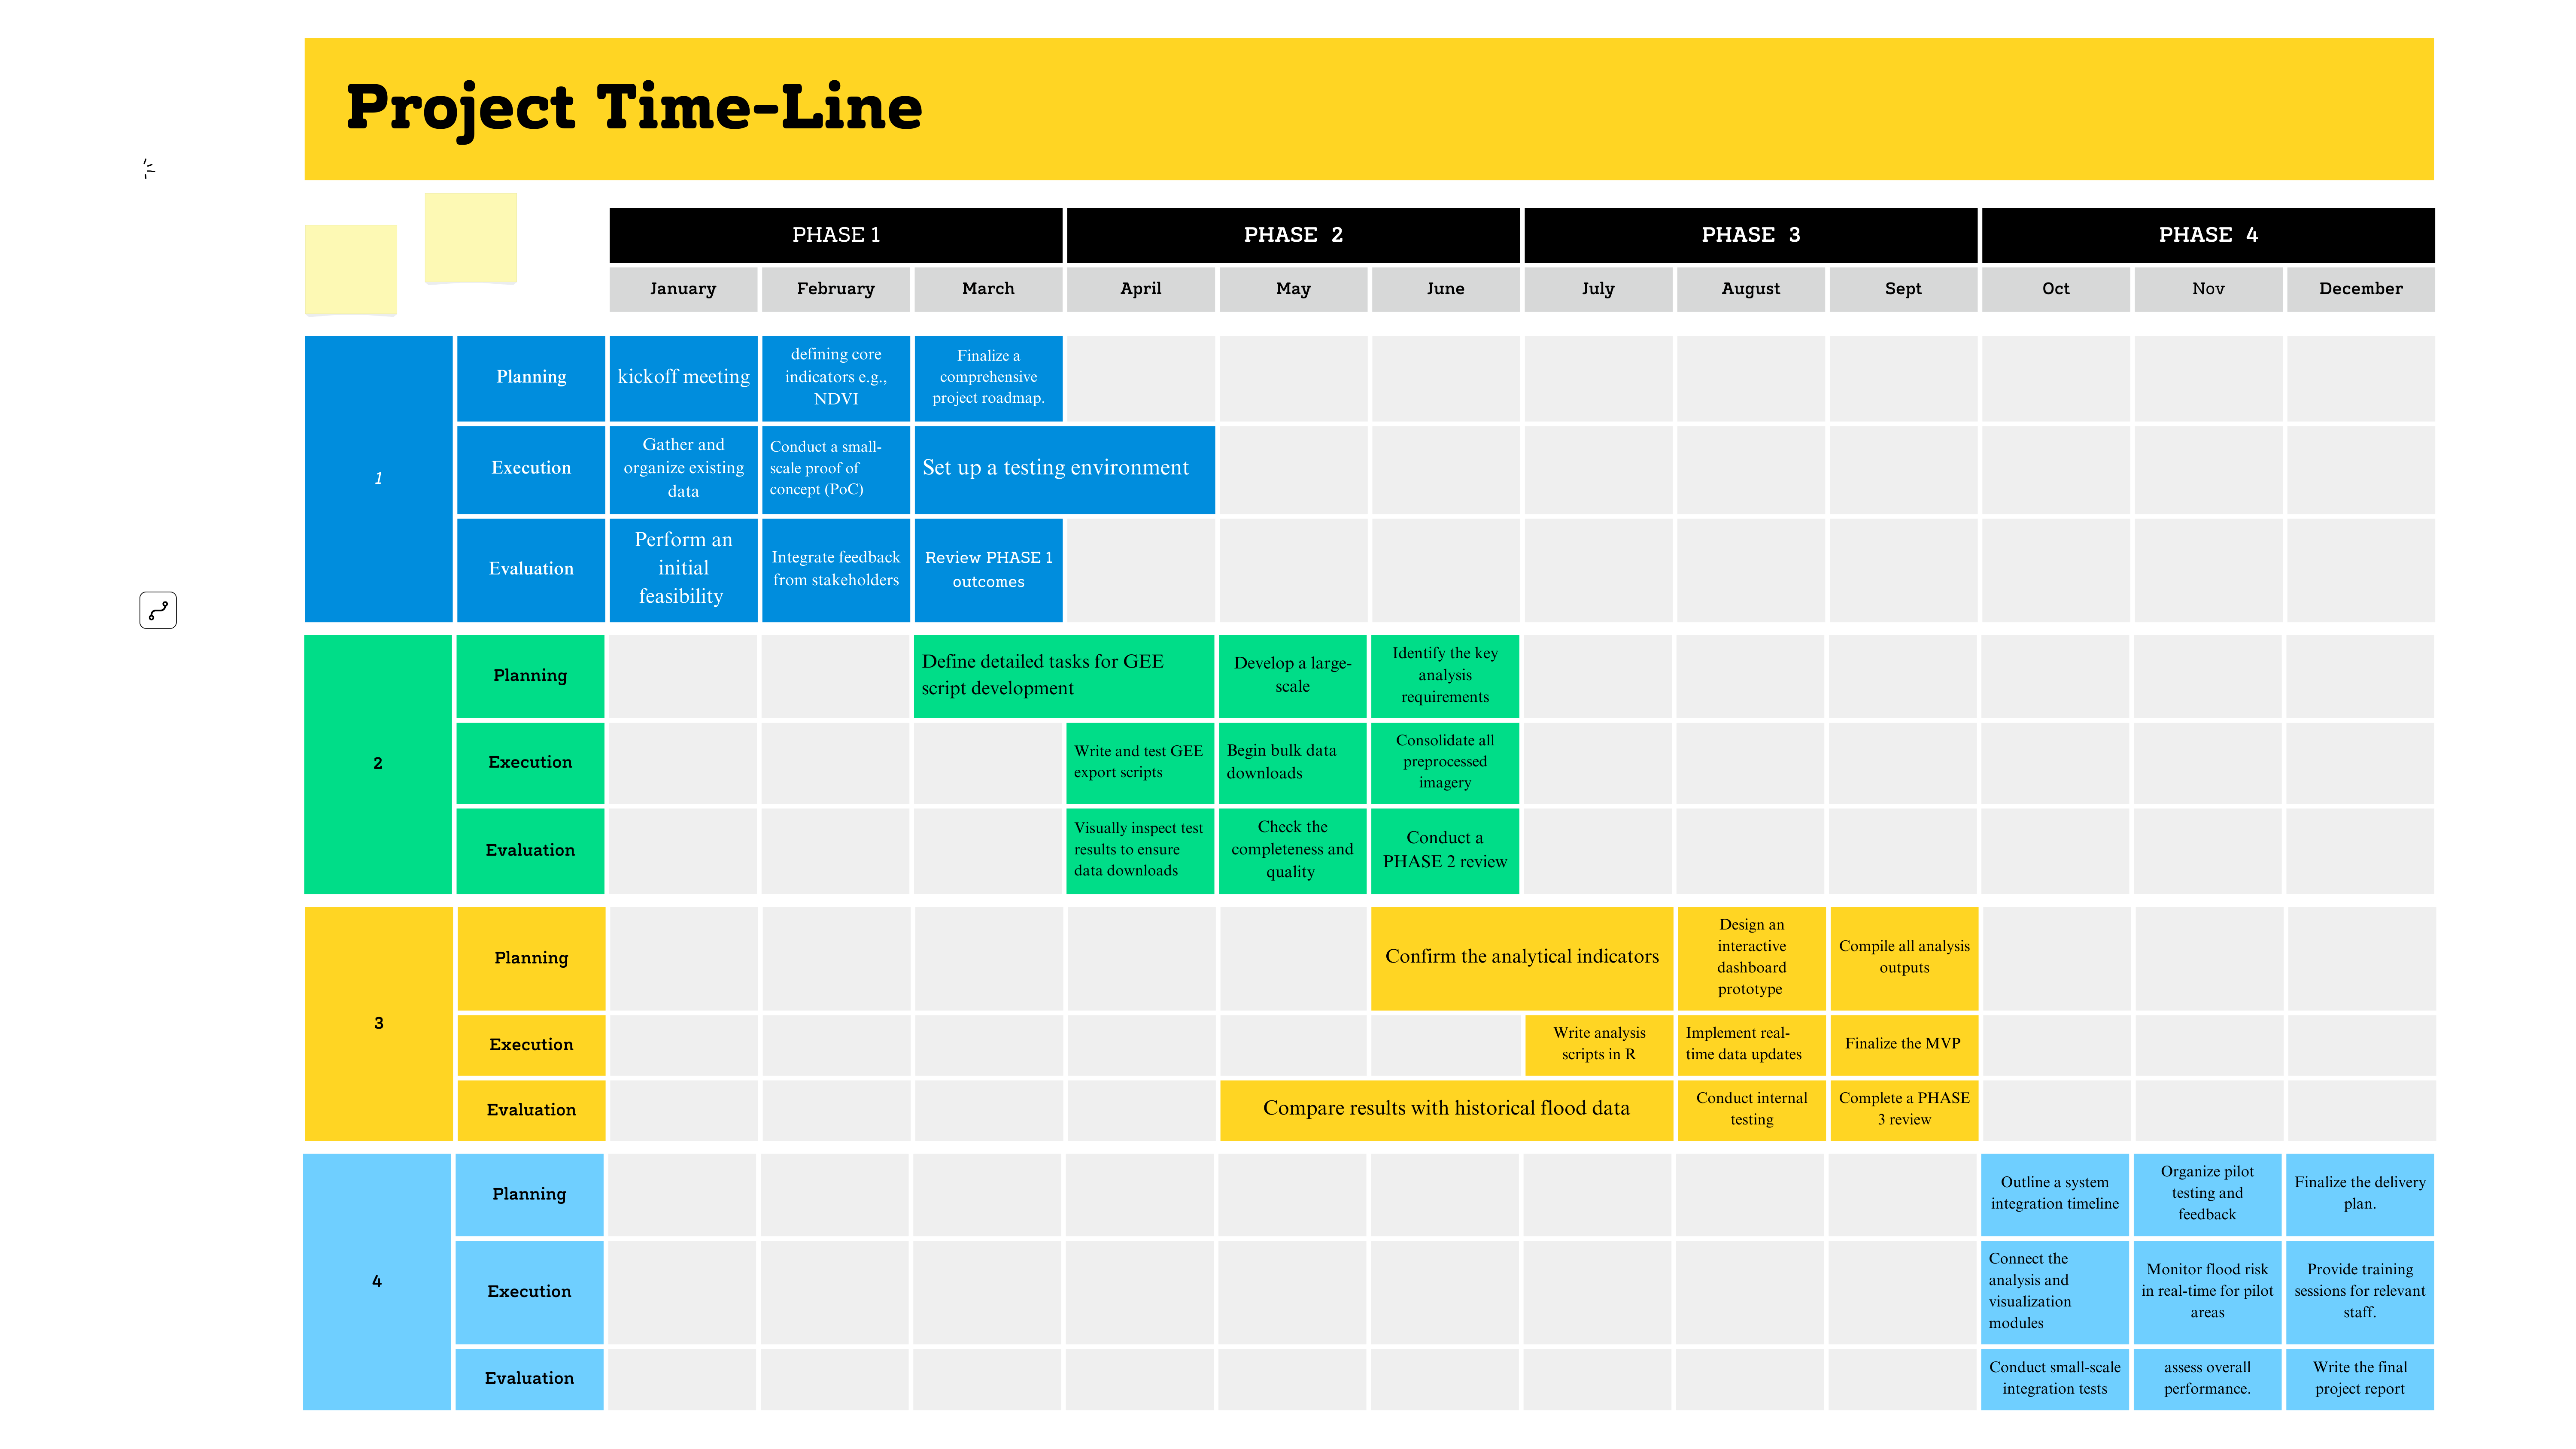 Project Time-Line
PHASE 1
PHASE 2
PHASE 3
PHASE 4
January
February
March
April
May
June
July
August
Sept
Oct
Nov
December
1
Planning
kickoff meeting
defining core
indicators e.g.,
NDVI
Finalize a
comprehensive
project roadmap.
Execution
Gather and
organize existing
data
Conduct a small-
scale proof of
concept (PoC)
Set up a testing environment
Evaluation
Perform an
initial
feasibility
Integrate feedback
from stakeholders
Review PHASE 1
outcomes
2
Planning
Define detailed tasks for GEE
script development
Develop a large-
scale
Identify the key
analysis
requirements
Execution
Write and test GEE
export scripts
Begin bulk data
downloads
Consolidate all
preprocessed
imagery
Evaluation
Visually inspect test
results to ensure
data downloads
Check the
completeness and
quality
Conduct a
PHASE 2 review
3
Planning
Confirm the analytical indicators
Design an
interactive
dashboard
prototype
Compile all analysis
outputs
Execution
Write analysis
scripts in R
Implement real-
time data updates
Finalize the MVP
Evaluation
Compare results with historical flood data
Conduct internal
testing
Complete a PHASE
3 review
4
Planning
Outline a system
integration timeline
Organize pilot
testing and
feedback
Finalize the delivery
plan.
Execution
Connect the
analysis and
visualization
modules
Monitor flood risk
in real-time for pilot
areas
Provide training
sessions for relevant
staff.
Evaluation
Conduct small-scale
integration tests
assess overall
performance.
Write the final
project report